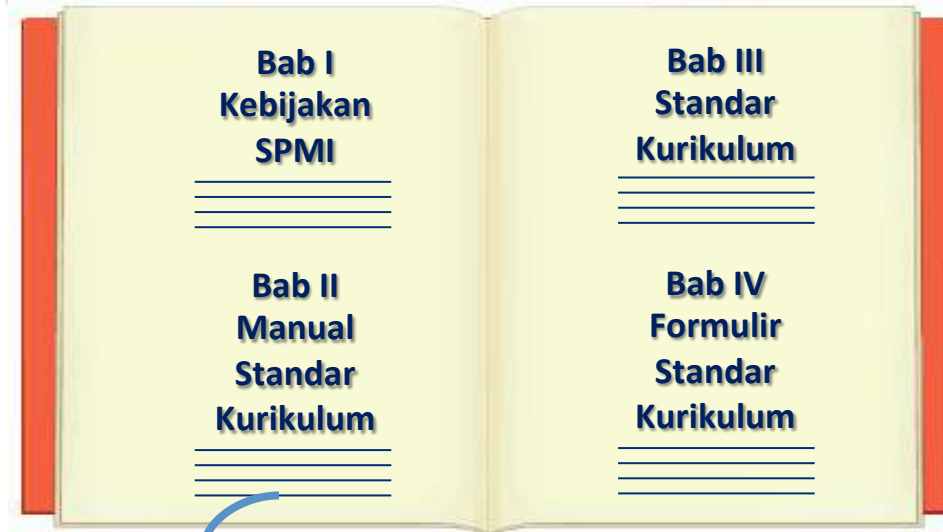 Bab I
Kebijakan
SPMI
Bab II
Manual
Standar
Kurikulum
Bab III
Standar
Kurikulum
Bab IV
Formulir
Standar
Kurikulum